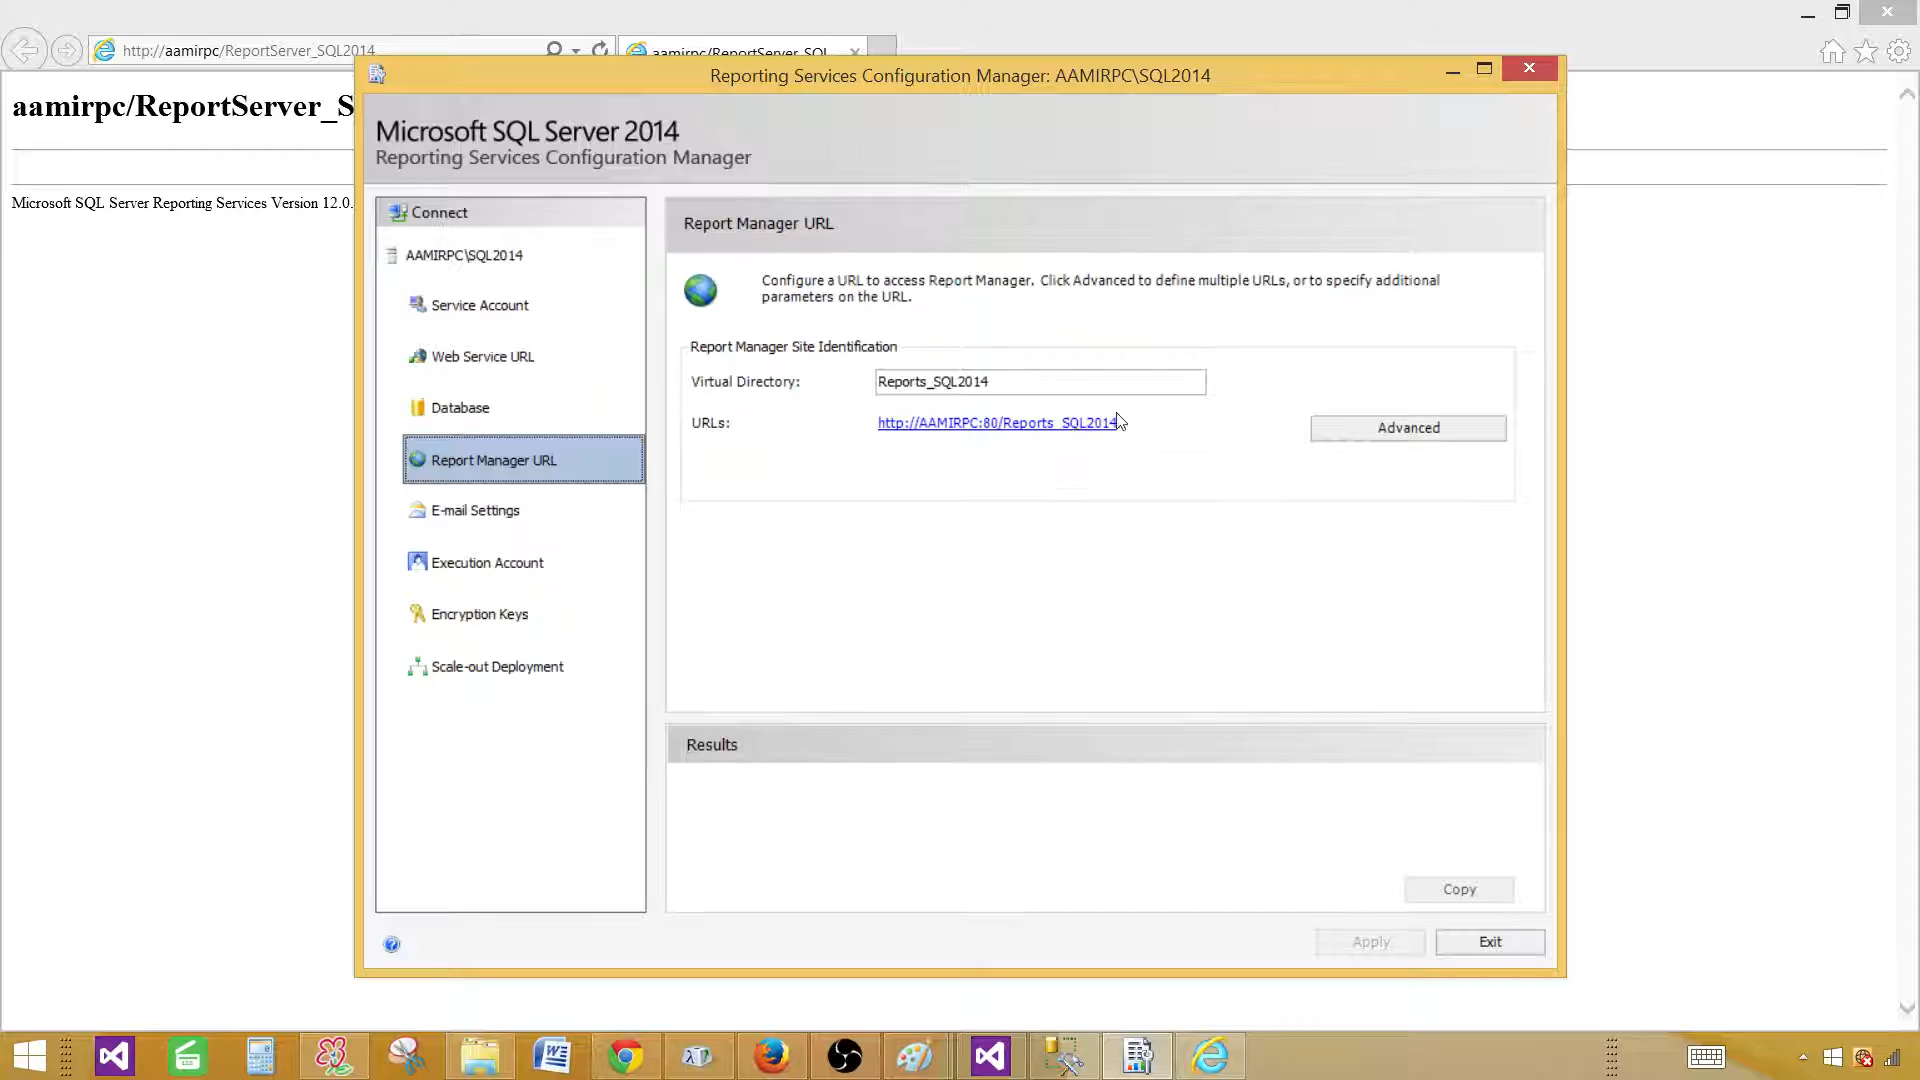 http://aamirpc/ReportServer_SQL2014
aamirpc/ReportServer_SQL...
Reporting Services Configuration Manager: AAMIRPC\SQL2014
aamirpc/ReportServer_S
Microsoft SQL Server 2014
Reporting Services Configuration Manager
Microsoft SQL Server Reporting Services Version 12.0.
Connect
AAMIRPC\SQL2014
Service Account
Web Service URL
Database
Report Manager URL
E-mail Settings
Execution Account
Encryption Keys
Scale-out Deployment
Report Manager URL
Configure a URL to access Report Manager. Click Advanced to define multiple URLs, or to specify additional
parameters on the URL.
Report Manager Site Identification
Virtual Directory:
Reports_SQL2014
URLs:
http://AAMIRPC:80/Reports_SQL2014
Advanced
Results
Copy
Apply
Exit